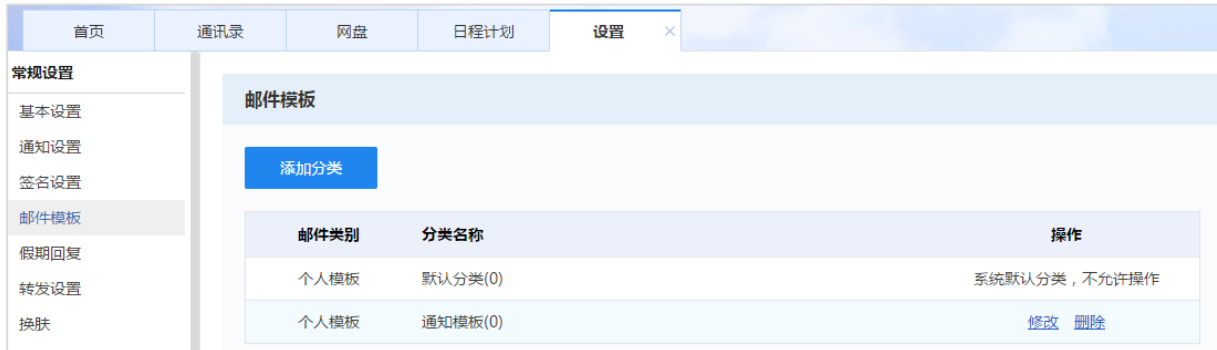 首页 通讯录 网盘 日程计划 设置 ×
常规设置
基本设置
通知设置
签名设置
邮件模板
假期回复
转发设置
换肤
邮件模板
添加分类
邮件类别 分类名称 操作
个人模板 默认分类(0) 系统默认分类，不允许操作
个人模板 通知模板(0) 修改 删除